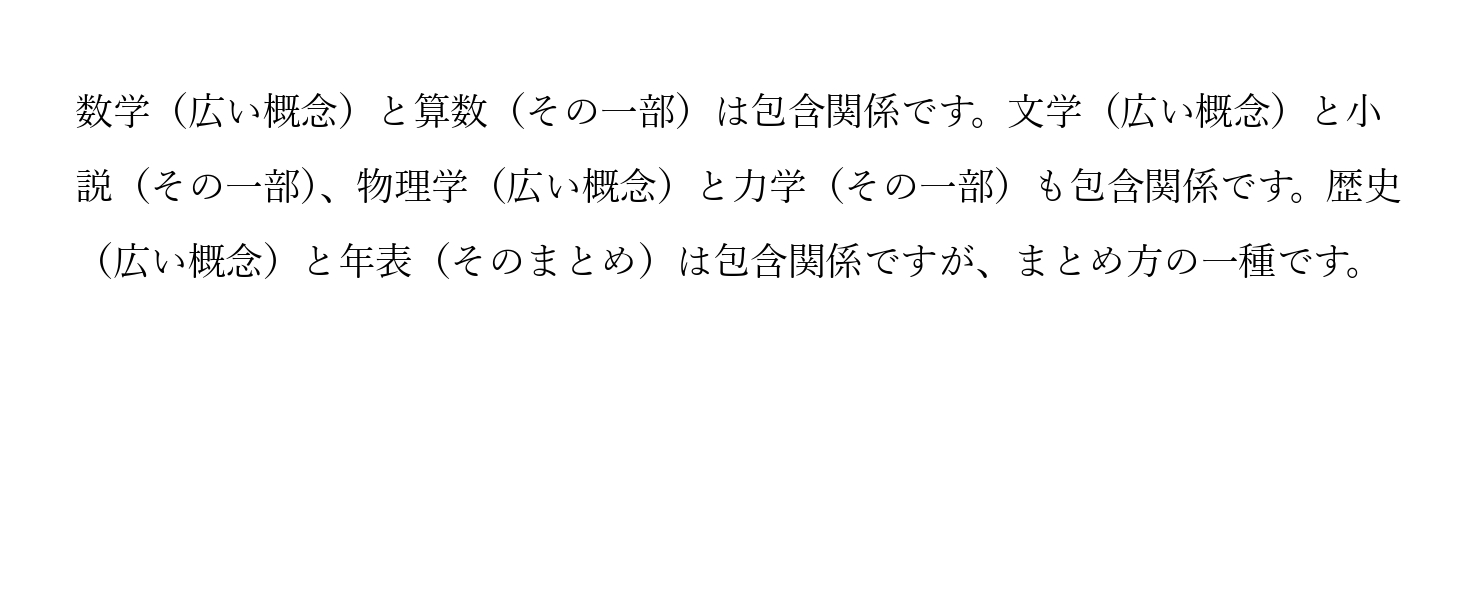 数学（広い概念）と算数（その一部）は包含関係です。文学（広い概念）と小
説（その一部）、物理学（広い概念）と力学（その一部）も包含関係です。歴史
（広い概念）と年表（そのまとめ）は包含関係ですが、まとめ方の一種です。